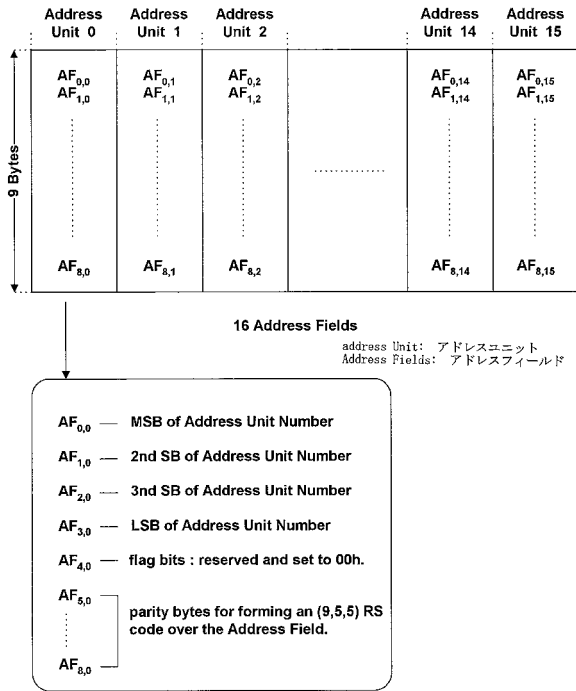 Address Unit 0
Address Unit 1
Address Unit 2
Address Unit 14
Address Unit 15
9 Bytes
AF0,0 AF0,1 AF0,2 AF0,14 AF0,15
AF1,0 AF1,1 AF1,2 AF1,14 AF1,15
AF8,0 AF8,1 AF8,2 AF8,14 AF8,15
16 Address Fields
address Unit: アドレスユニット
Address Fields: アドレスフィールド
AF0,0 — MSB of Address Unit Number
AF1,0 — 2nd SB of Address Unit Number
AF2,0 — 3nd SB of Address Unit Number
AF3,0 — LSB of Address Unit Number
AF4,0 — flag bits : reserved and set to 00h.
AF5,0
parity bytes for forming an (9,5,5) RS
code over the Address Field.
AF8,0